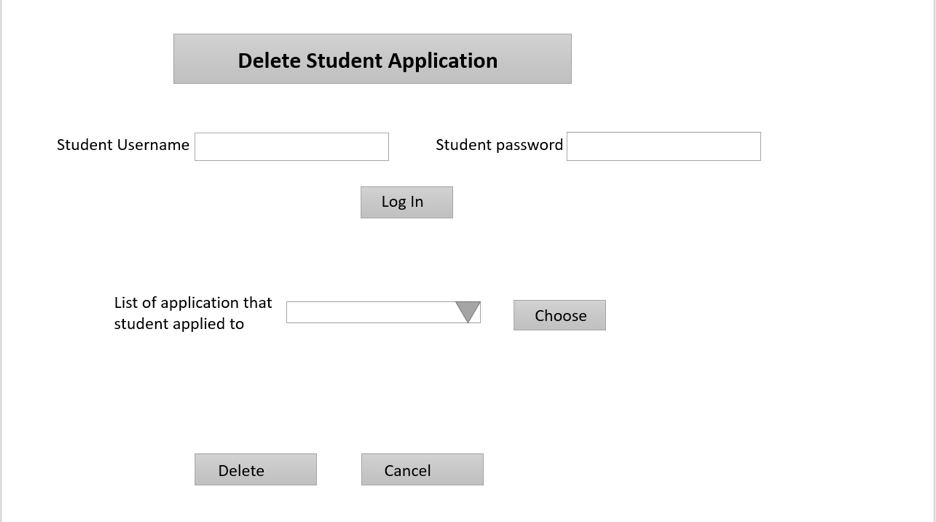 Delete Student Application
Student Username
Student password
Log In
List of application that
student applied to
Choose
Delete
Cancel